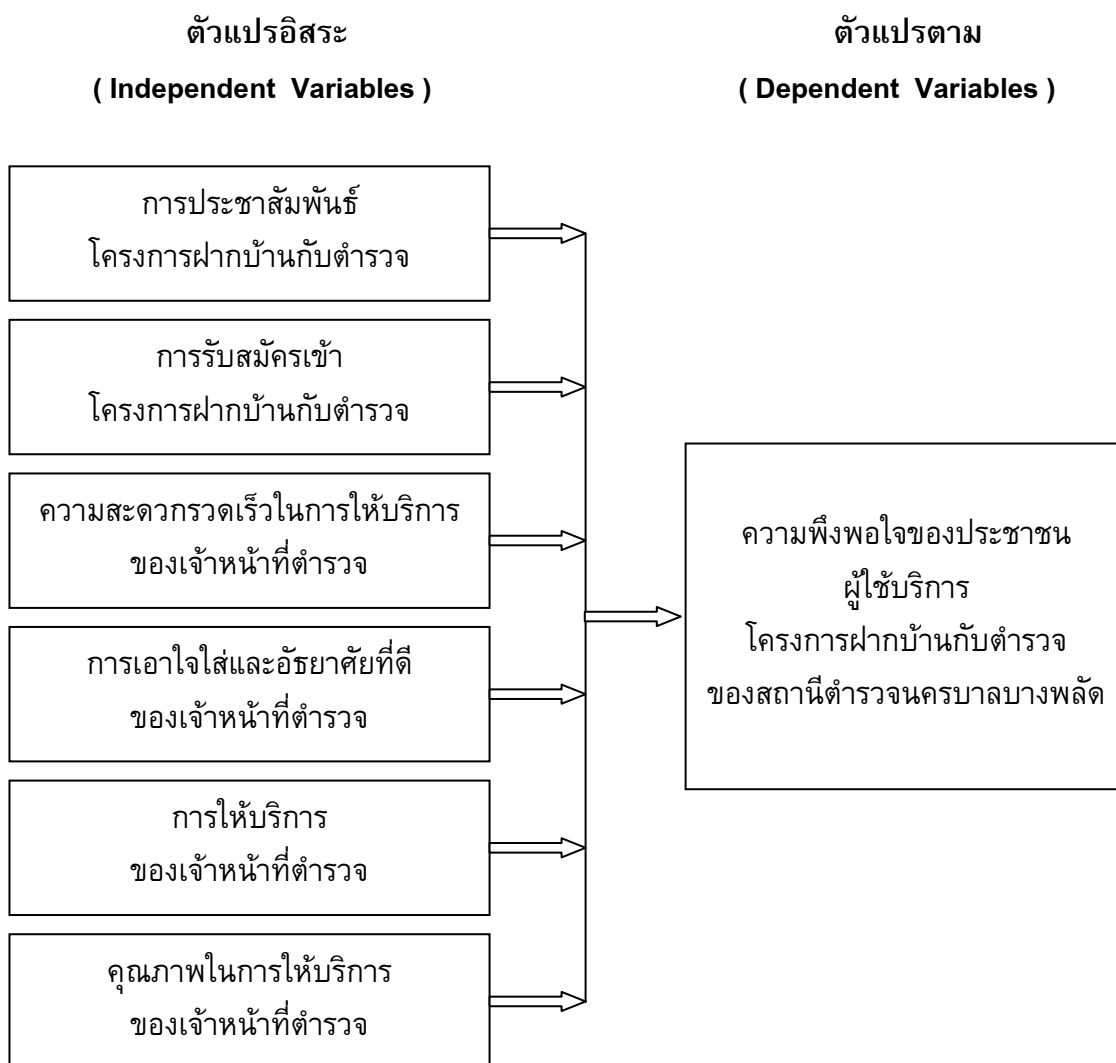 ตัวแปรอิสระ
( Independent Variables )
ตัวแปรตาม
( Dependent Variables )
การประชาสัมพันธ์
โครงการฝากบ้านกับตำรวจ
การรับสมัครเข้า
โครงการฝากบ้านกับตำรวจ
ความสะดวกรวดเร็วในการให้บริการ
ของเจ้าหน้าที่ตำรวจ
การเอาใจใส่และอัธยาศัยที่ดี
ของเจ้าหน้าที่ตำรวจ
การให้บริการ
ของเจ้าหน้าที่ตำรวจ
คุณภาพในการให้บริการ
ของเจ้าหน้าที่ตำรวจ
ความพึงพอใจของประชาชน
ผู้ใช้บริการ
โครงการฝากบ้านกับตำรวจ
ของสถานีตำรวจนครบาลบางพลัด